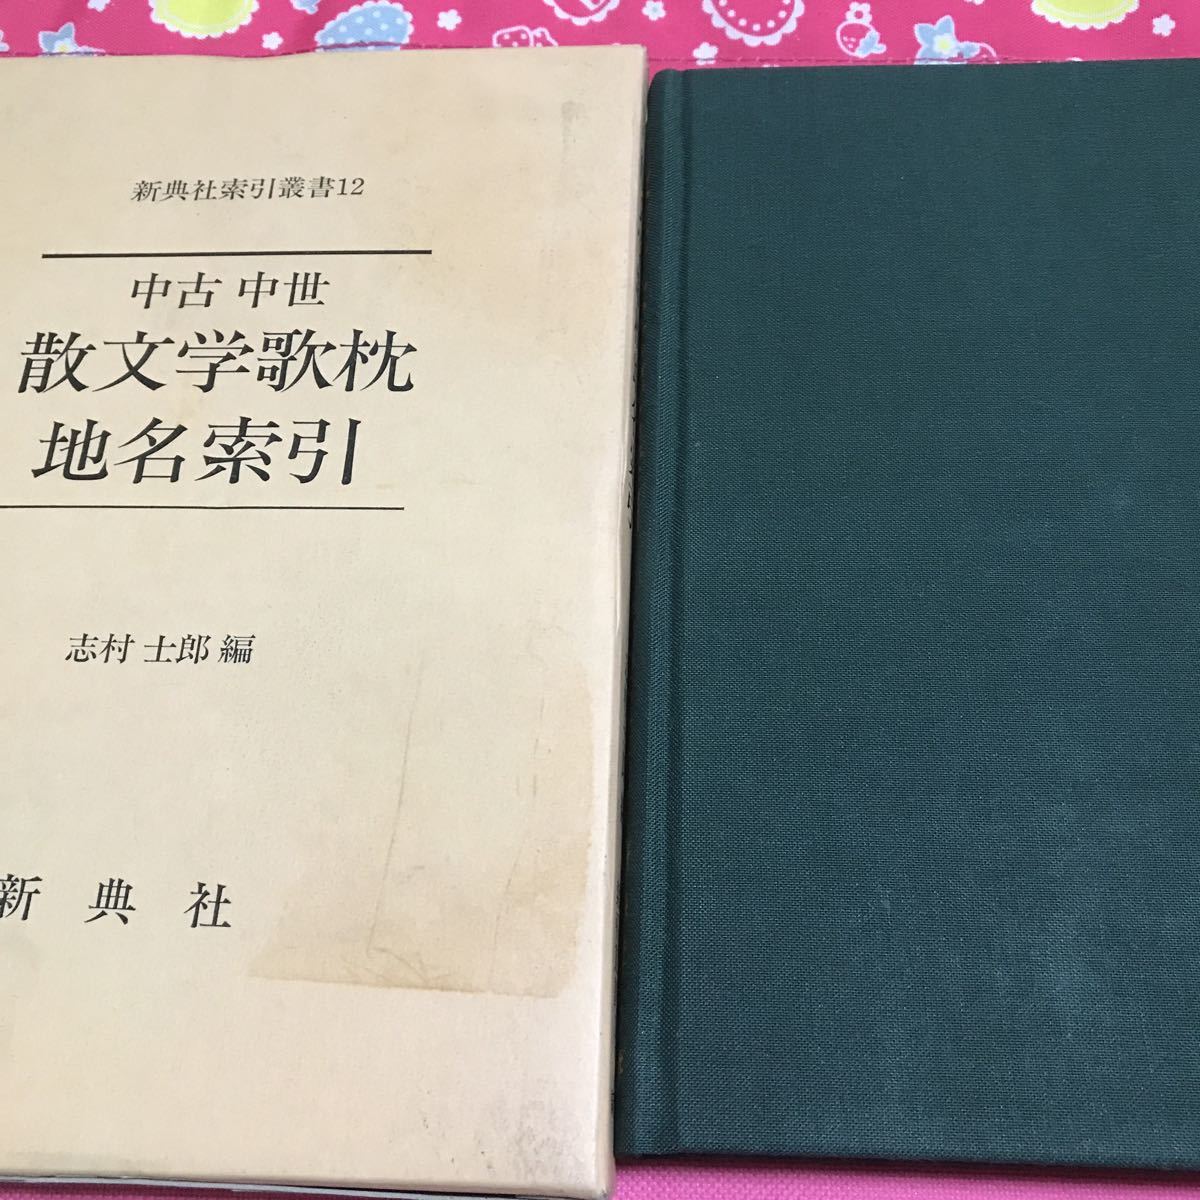 新典社索引叢書12
中古 中世
散文学歌枕
地名索引
志村 士郎 編
新典社